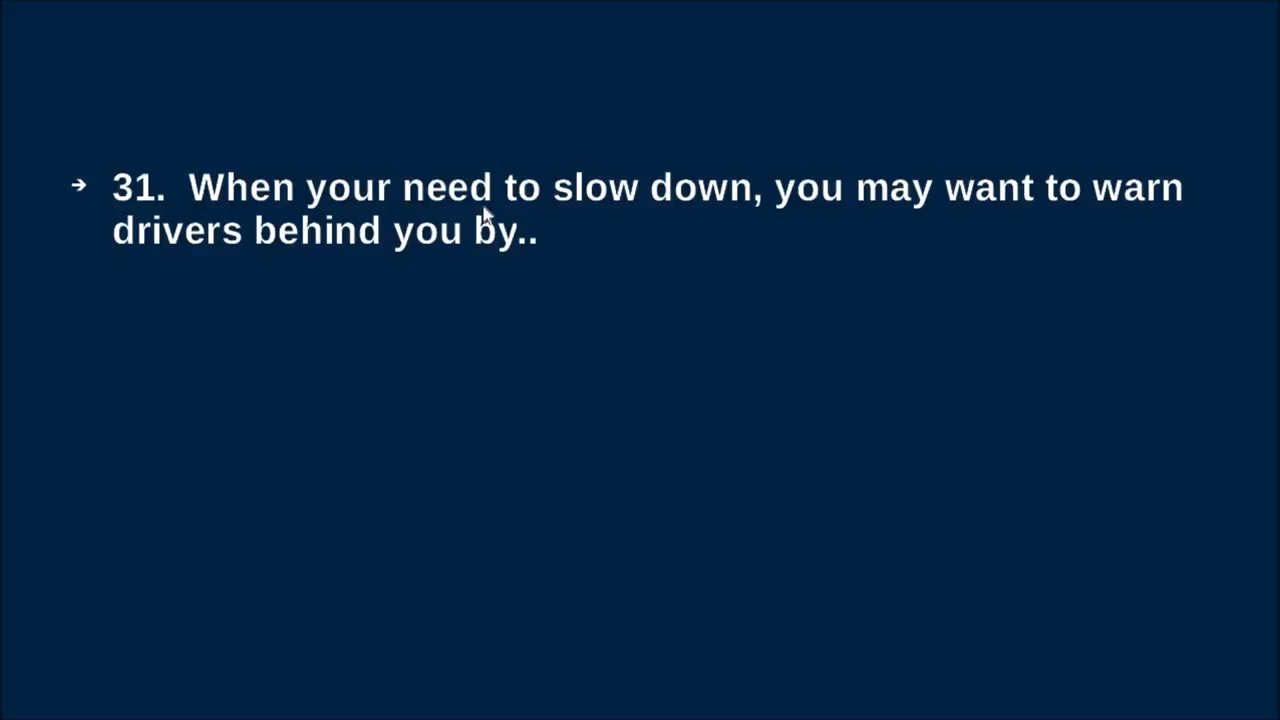 → 31. When your need to slow down, you may want to warn
drivers behind you by..